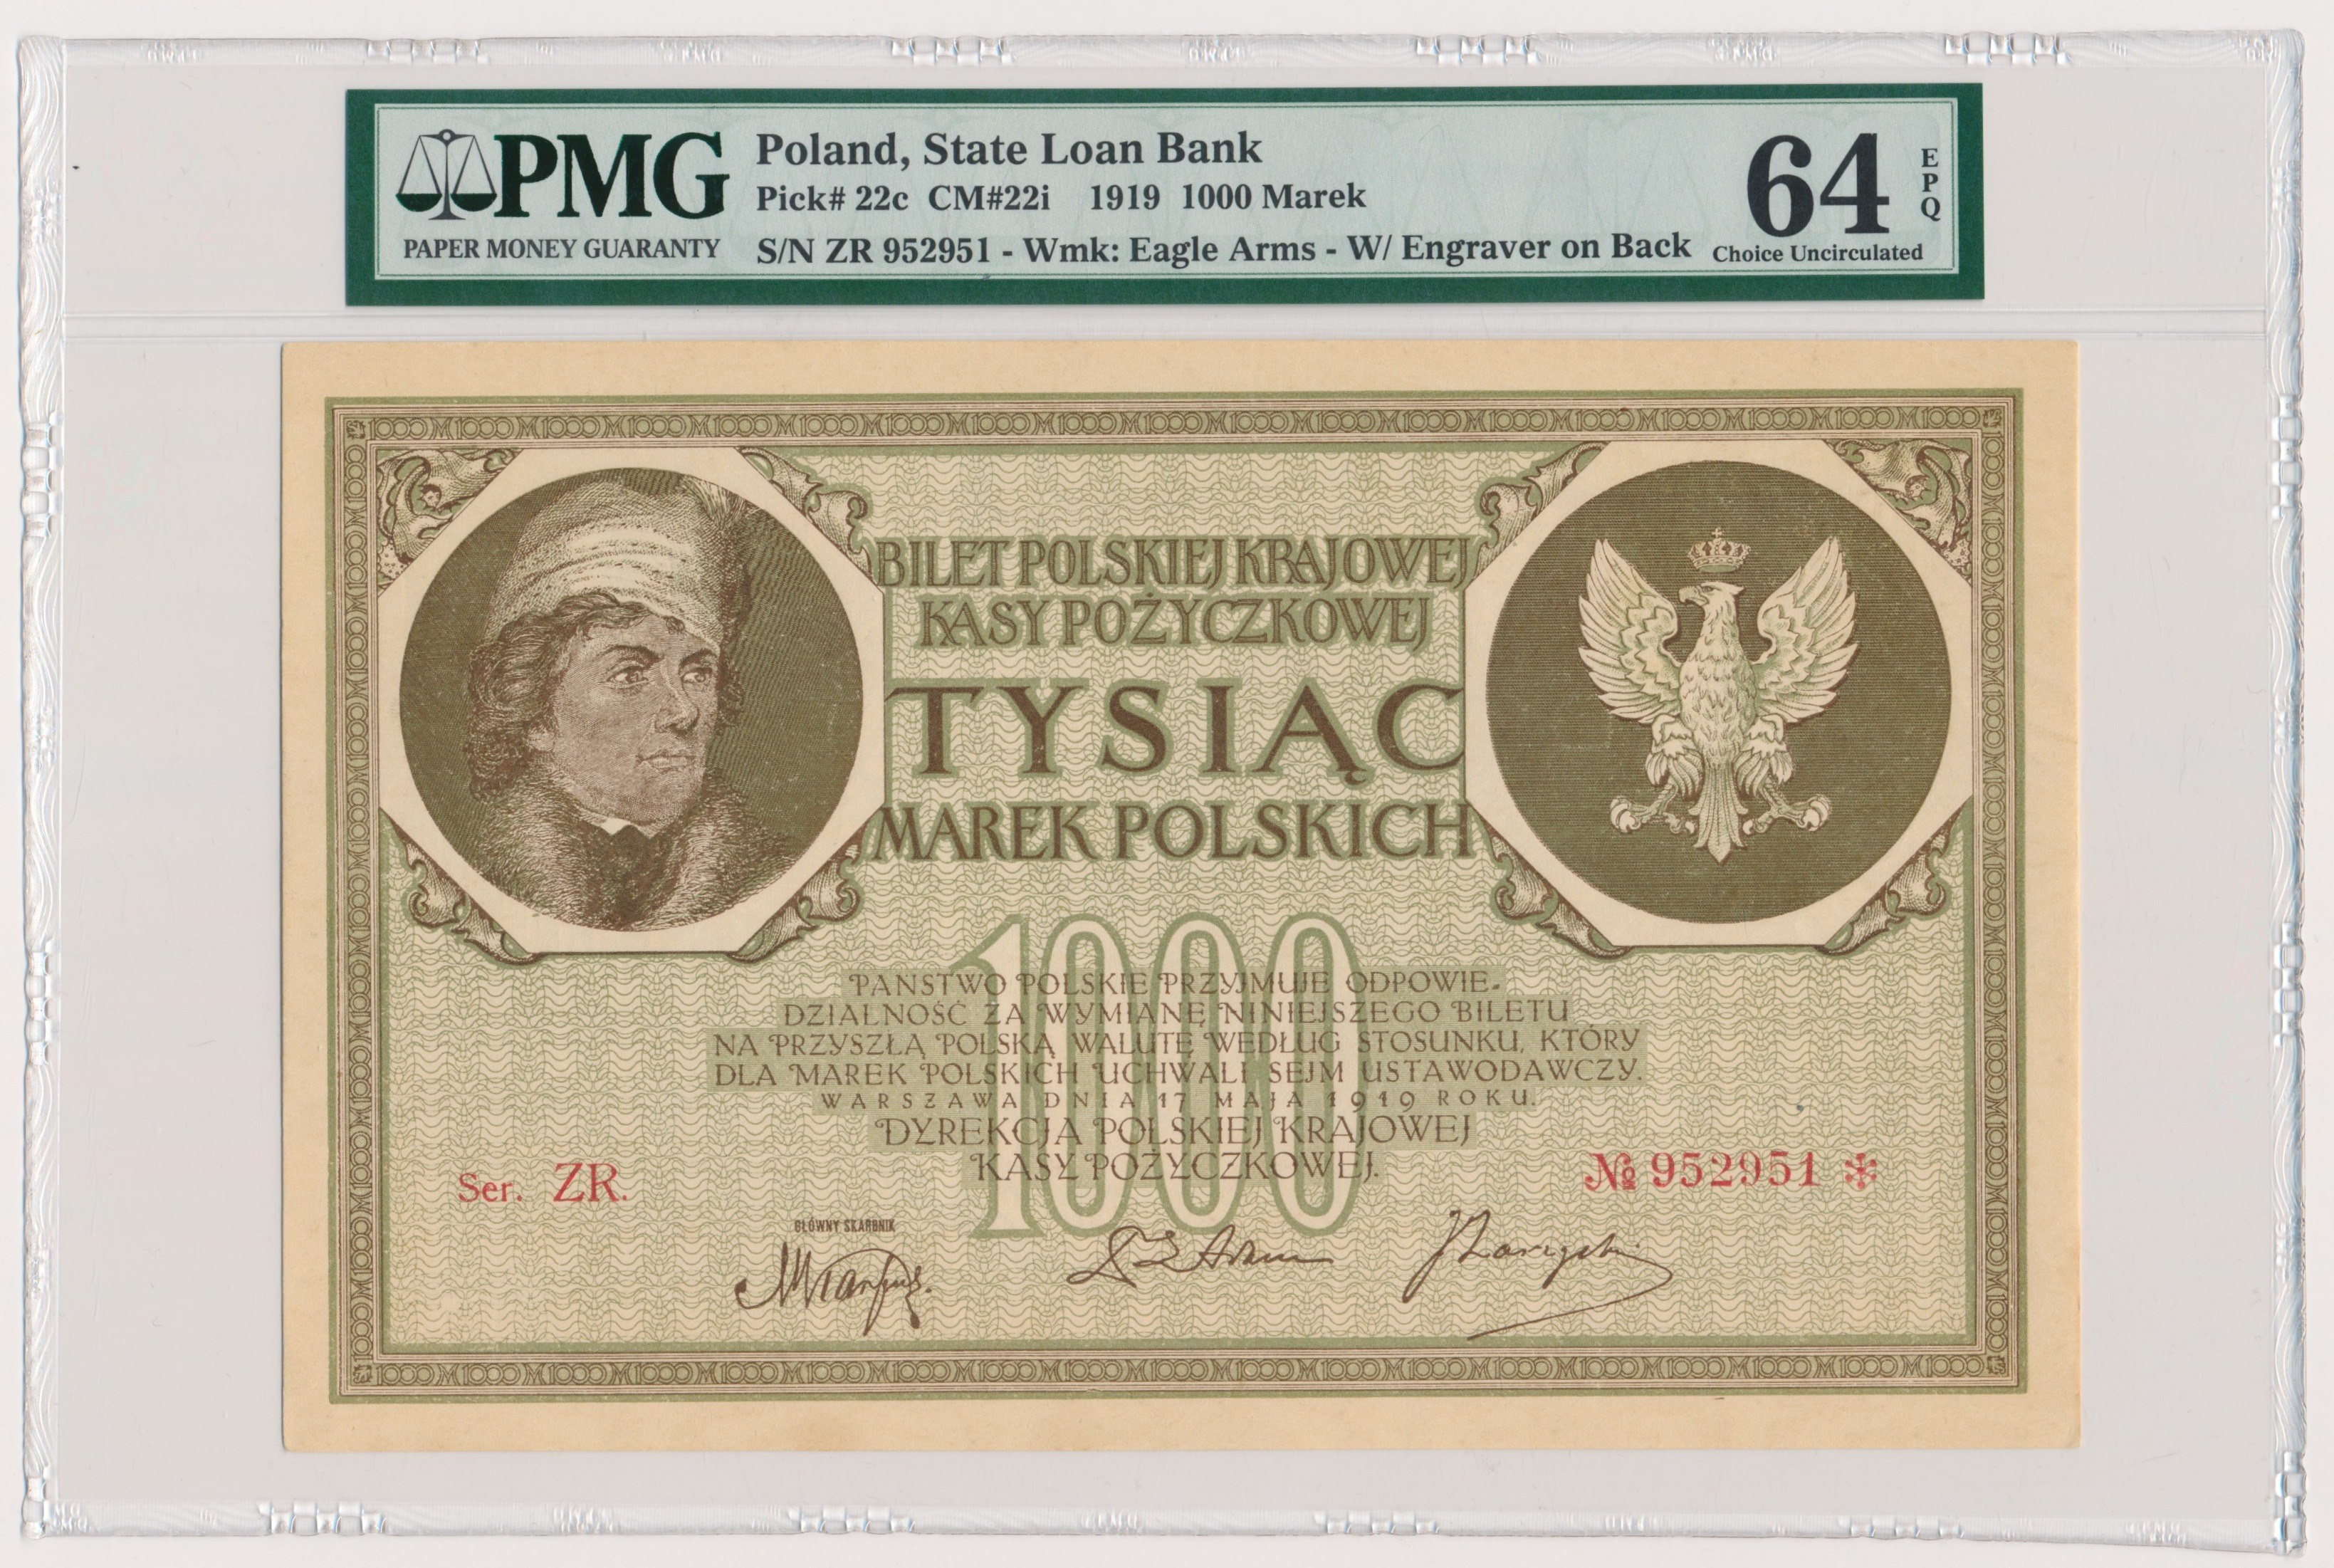 PMG
PAPER MONEY GUARANTY
Poland, State Loan Bank
Pick# 22c CM#22i 1919 1000 Marek
S/N ZR 952951 - Wmk: Eagle Arms - W/ Engraver on Back
64
EPQ
Choice Uncirculated
BILET POLSKIEJ KRAJOWEJ
KASY POŻYCZKOWEJ
TYSIĄC
MAREK POLSKICH
1000
PANSTWO POLSKIE PRZYJMUJE ODPOWIE-
DZIALNOŚĆ ZA WYMIANĘ NINIEJSZEGO BILETU
NA PRZYSZŁĄ POLSKĄ WALUTĘ WEDŁUG STOSUNKU, KTÓRY
DLA MAREK POLSKICH UCHWALI SEJM USTAWODAWCZY.
WARSZAWA DNIA 17 MAJA 1919 ROKU.
DYREKCJA POLSKIEJ KRAJOWEJ
KASY POŻYCZKOWEJ.
Ser. ZR.
№ 952951 *
GŁÓWNY SKARBNIK